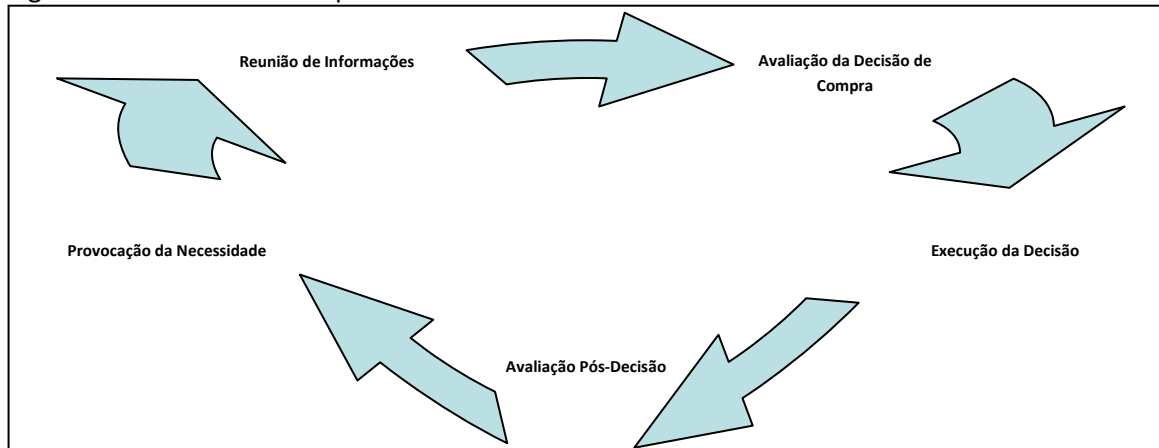 Reunião de Informações
Avaliação da Decisão de
Compra
Provocação da Necessidade
Execução da Decisão
Avaliação Pós-Decisão